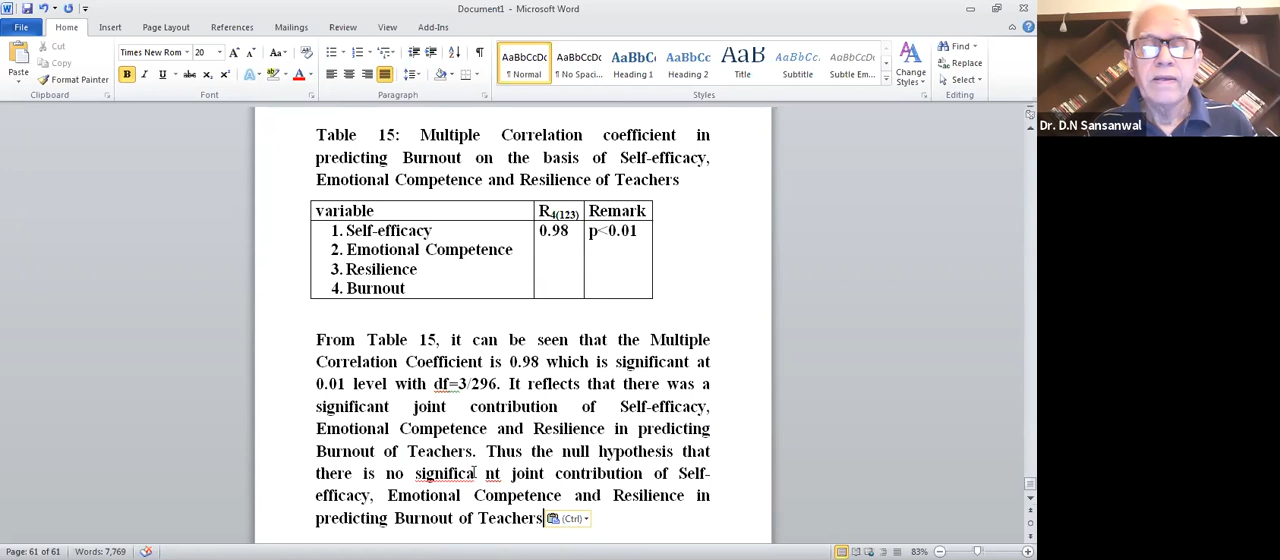 Document1 - Microsoft Word
File Home Insert Page Layout References Mailings Review View Add-Ins
Paste
Cut
Copy
Format Painter
Clipboard
Times New Rom 20
Font
Paragraph
AaBbCcDc AaBbCcDc AaBbC( AaBbCc AaB AaBbCc. AaBbCcDc
¶ Normal ¶ No Spaci... Heading 1 Heading 2 Title Subtitle Subtle Em...
Change Styles
Styles
Find
Replace
Select
Editing
Dr. D.N Sansanwal
Table 15: Multiple Correlation coefficient in
predicting Burnout on the basis of Self-efficacy,
Emotional Competence and Resilience of Teachers
variable R4(123) Remark
1. Self-efficacy 0.98 p<0.01
2. Emotional Competence
3. Resilience
4. Burnout
From Table 15, it can be seen that the Multiple
Correlation Coefficient is 0.98 which is significant at
0.01 level with df=3/296. It reflects that there was a
significant joint contribution of Self-efficacy,
Emotional Competence and Resilience in predicting
Burnout of Teachers. Thus the null hypothesis that
there is no significa nt joint contribution of Self-
efficacy, Emotional Competence and Resilience in
predicting Burnout of Teachers
(Ctrl)
Page: 61 of 61 Words: 7,769 83%